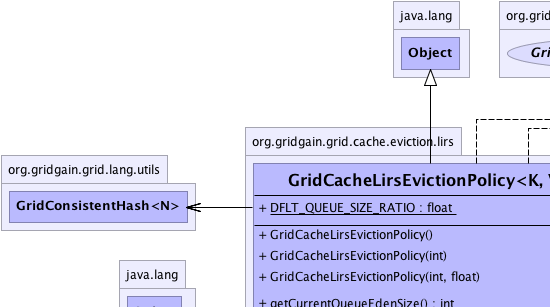 java.lang
org.grid
Object
Gri
org.gridgain.grid.cache.eviction.lirs
org.gridgain.grid.lang.utils
GridCacheLirsEvictionPolicy<K,
GridConsistentHash<N>
+ DFLT_QUEUE_SIZE_RATIO : float
+ GridCacheLirsEvictionPolicy()
+ GridCacheLirsEvictionPolicy(int)
java.lang
+ GridCacheLirsEvictionPolicy(int, float)
+ getCurrentQueueEdenSize() : int